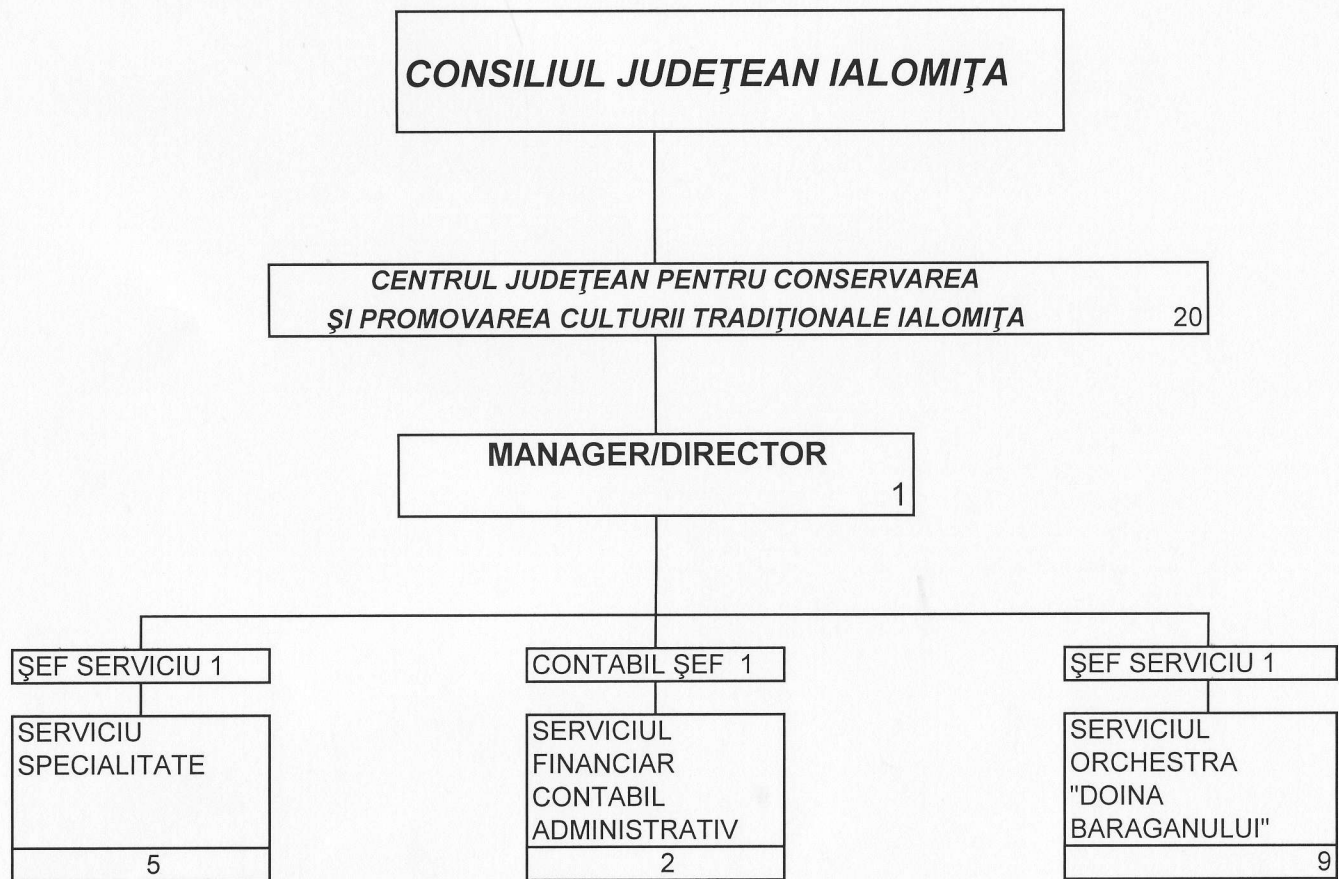 CONSILIUL JUDEŢEAN IALOMIŢA
CENTRUL JUDEŢEAN PENTRU CONSERVAREA
ŞI PROMOVAREA CULTURII TRADIŢIONALE IALOMIŢA 20
MANAGER/DIRECTOR
1
ŞEF SERVICIU 1
SERVICIU
SPECIALITATE
5
CONTABIL ŞEF 1
SERVICIUL
FINANCIAR
CONTABIL
ADMINISTRATIV
2
ŞEF SERVICIU 1
SERVICIUL
ORCHESTRA
"DOINA
BARAGANULUI"
9